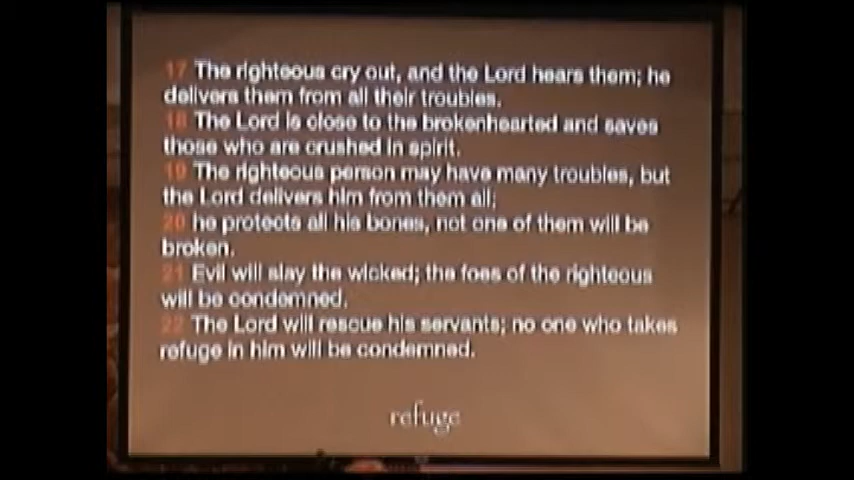 17 The righteous cry out, and the Lord hears them; he
delivers them from all their troubles.
18 The Lord is close to the brokenhearted and saves
those who are crushed in spirit.
19 The righteous person may have many troubles, but
the Lord delivers him from them all;
20 he protects all his bones, not one of them will be
broken.
21 Evil will slay the wicked; the foes of the righteous
will be condemned.
22 The Lord will rescue his servants; no one who takes
refuge in him will be condemned.
refuge